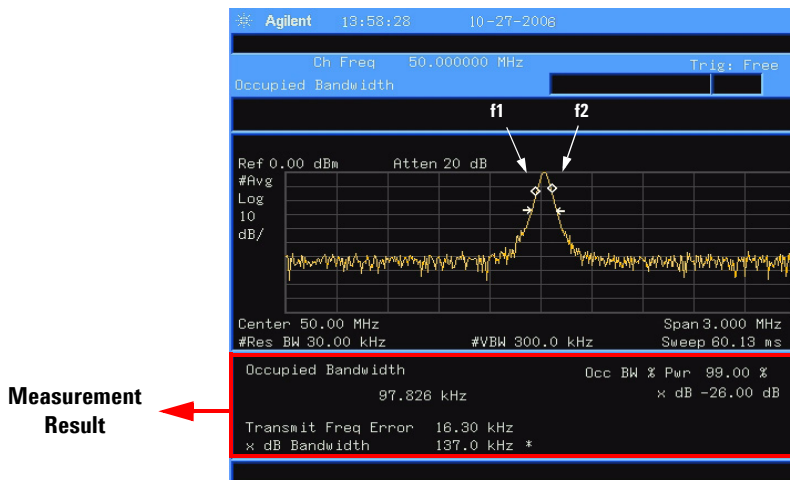 Agilent 13:58:28 10-27-2006
Ch Freq 50.000000 MHz Trig: Free
Occupied Bandwidth
f1 f2
Ref 0.00 dBm Atten 20 dB
#Avg
Log
10
dB/
Center 50.00 MHz Span 3.000 MHz
#Res BW 30.00 kHz #VBW 300.0 kHz Sweep 60.13 ms
Occupied Bandwidth Occ BW % Pwr 99.00 %
97.826 kHz x dB -26.00 dB
Measurement
Result
Transmit Freq Error 16.30 kHz
x dB Bandwidth 137.0 kHz *